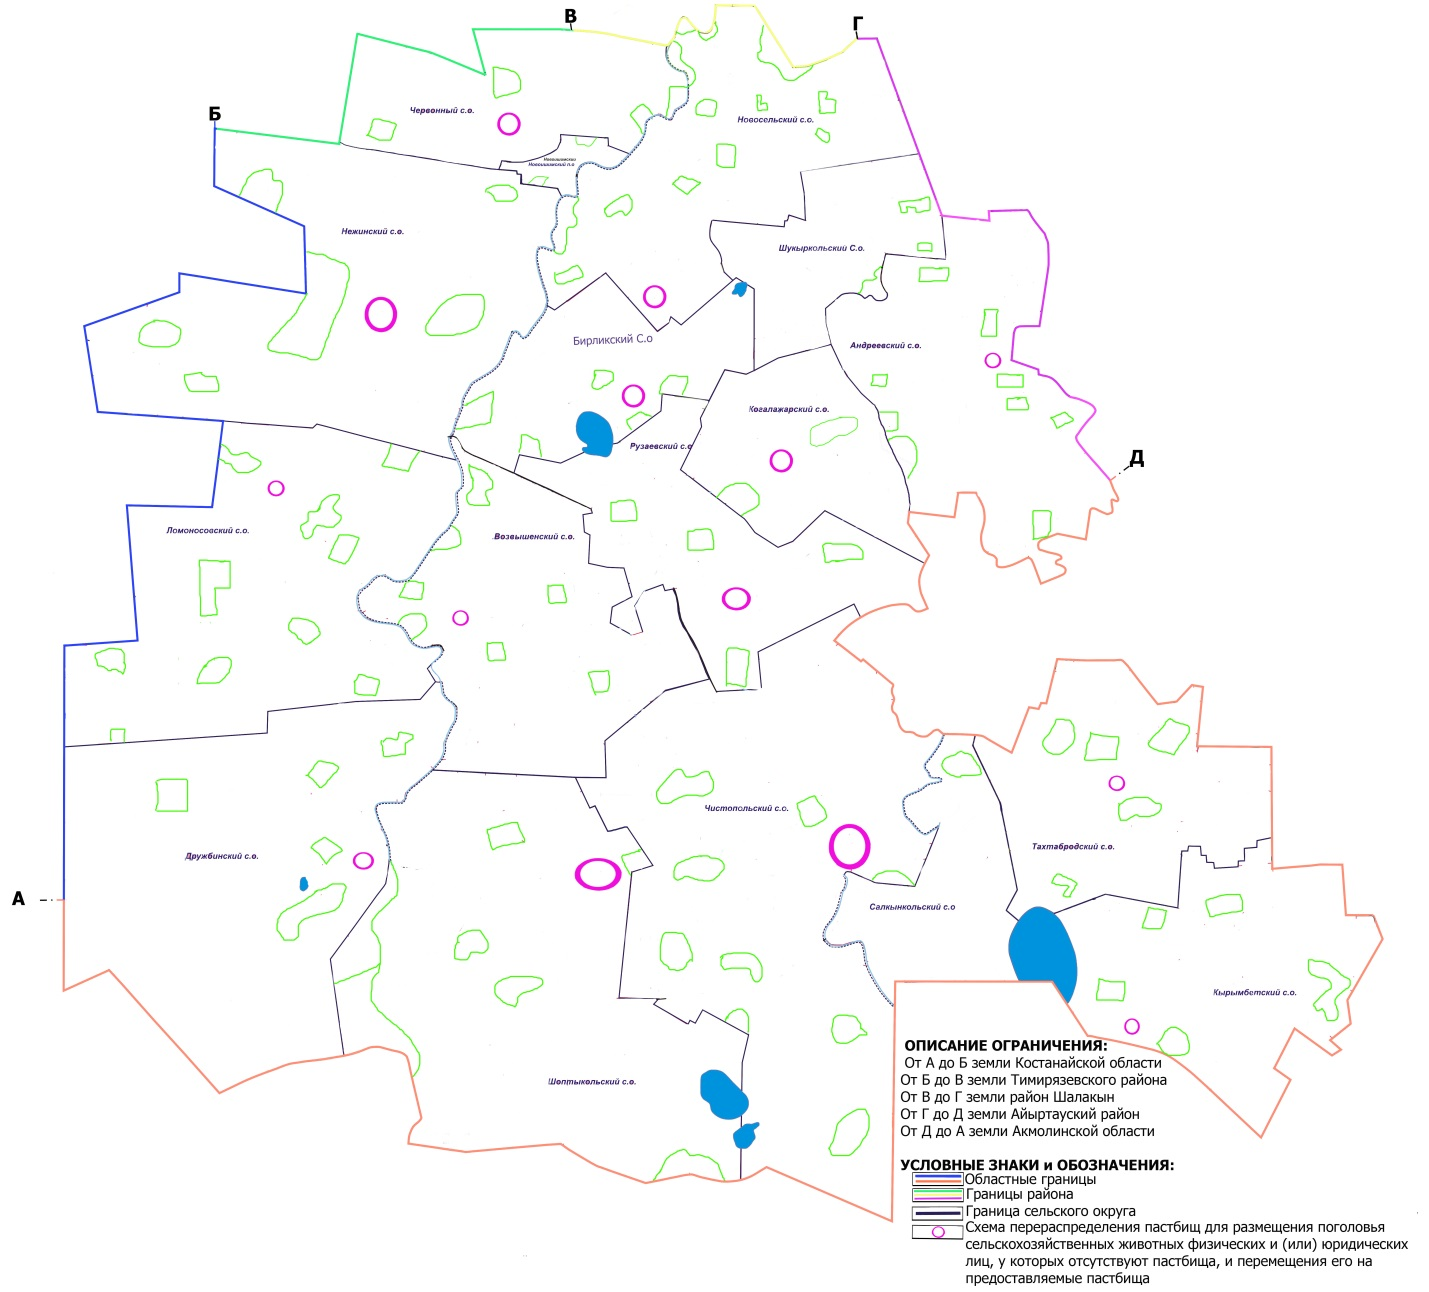 В
Г
Б
Червонный с.о.
Новосельский с.о.
Новоишимский
Новоишимский п.о
Нежинский с.о.
Шукыркольский С.о.
Бирликский С.о
Андреевский с.о.
Когалажарский с.о.
Рузаевский с.о
Д
Ломоносовский с.о.
Возвышенский с.о.
Чистопольский с.о.
Тахтабродский с.о.
Дружбинский с.о.
А
Салкынкольский с.о
Кырымбетский с.о.
Шоптыкольский с.о.
ОПИСАНИЕ ОГРАНИЧЕНИЯ:
От А до Б земли Костанайской области
От Б до В земли Тимирязевского района
От В до Г земли район Шалакын
От Г до Д земли Айыртауский район
От Д до А земли Акмолинской области
УСЛОВНЫЕ ЗНАКИ и ОБОЗНАЧЕНИЯ:
Областные границы
Границы района
Граница сельского округа
Схема перераспределения пастбищ для размещения поголовья
сельскохозяйственных животных физических и (или) юридических
лиц, у которых отсутствуют пастбища, и перемещения его на
предоставляемые пастбища